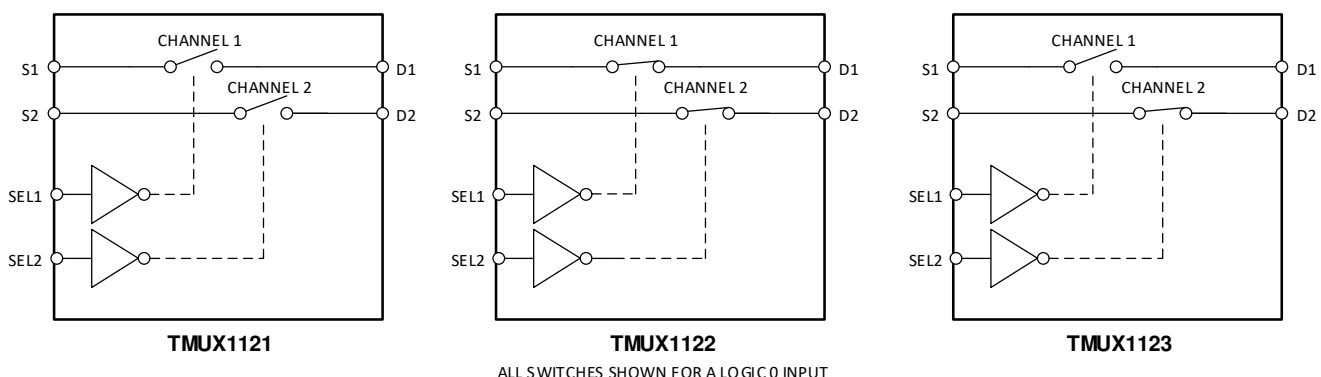 CHANNEL 1
S1
D1
CHANNEL 2
S2
D2
SEL1
SEL2
TMUX1121
CHANNEL 1
S1
D1
CHANNEL 2
S2
D2
SEL1
SEL2
TMUX1122
CHANNEL 1
S1
D1
CHANNEL 2
S2
D2
SEL1
SEL2
TMUX1123
ALL SWITCHES SHOWN FOR A LOGIC 0 INPUT